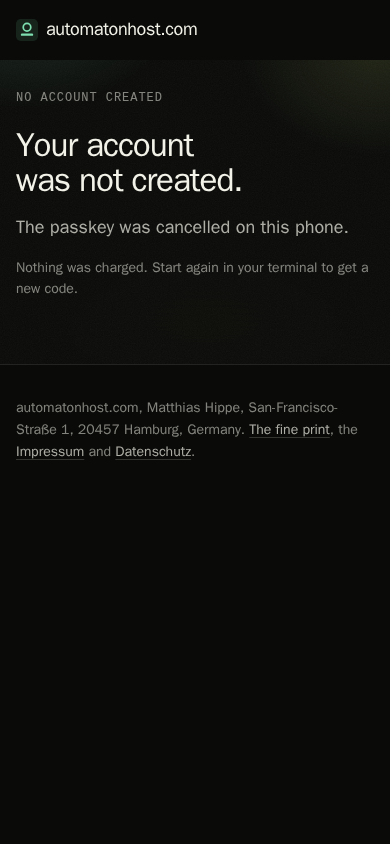 automatonhost.com
NO ACCOUNT CREATED
Your account
was not created.
The passkey was cancelled on this phone.
Nothing was charged. Start again in your terminal to get a
new code.
automatonhost.com, Matthias Hippe, San-Francisco-
Straße 1, 20457 Hamburg, Germany. The fine print, the
Impressum and Datenschutz.